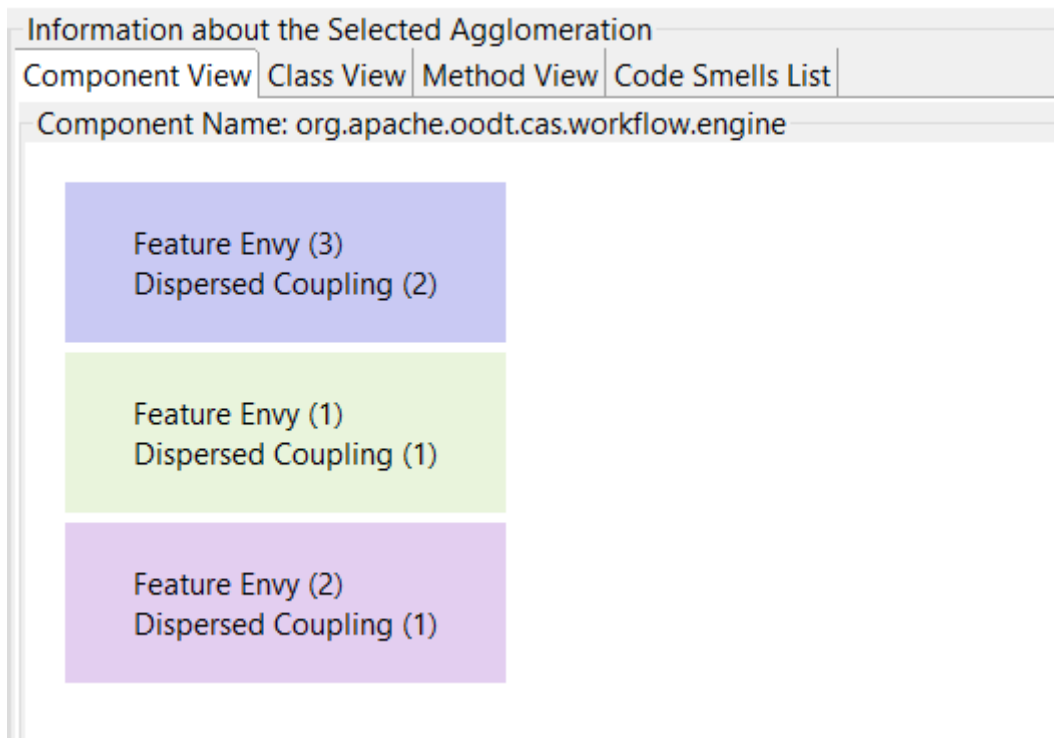 Information about the Selected Agglomeration
Component View Class View Method View Code Smells List
Component Name: org.apache.oodt.cas.workflow.engine
Feature Envy (3)
Dispersed Coupling (2)
Feature Envy (1)
Dispersed Coupling (1)
Feature Envy (2)
Dispersed Coupling (1)